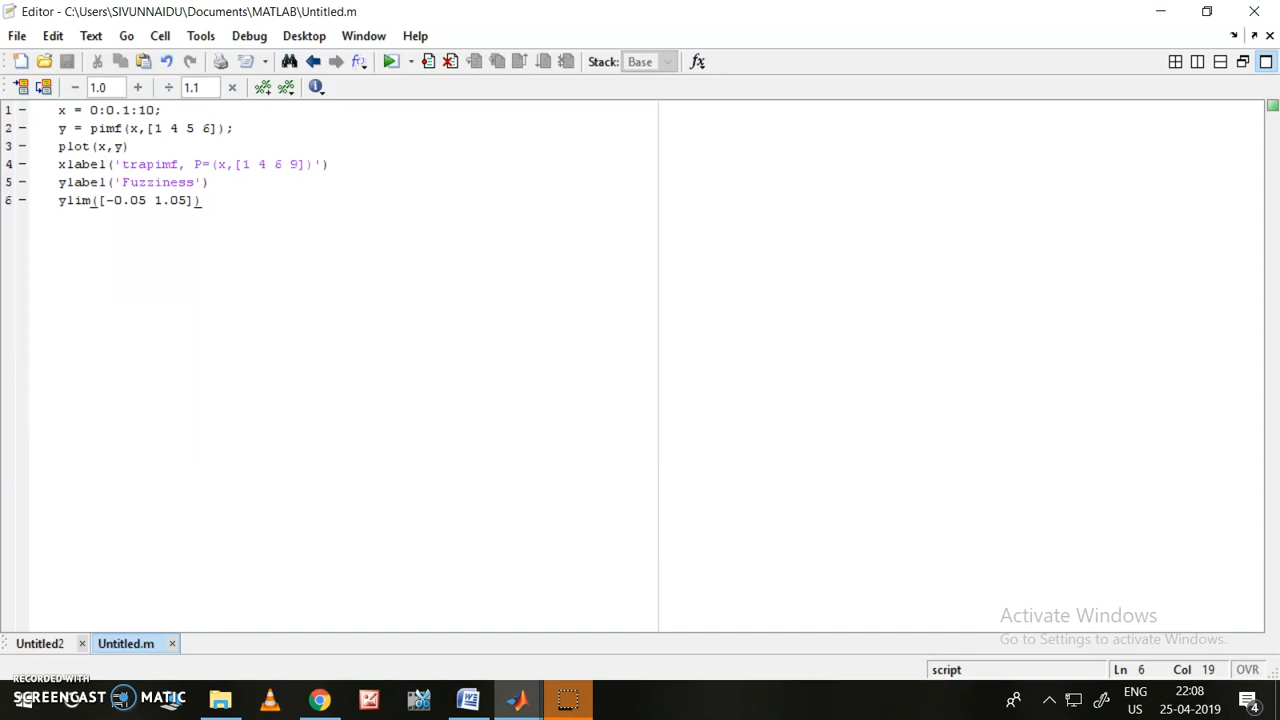 Editor - C:\Users\SIVUNNAIDU\Documents\MATLAB\Untitled.m
File Edit Text Go Cell Tools Debug Desktop Window Help
Stack: Base fx
− 1.0 + ÷ 1.1 ×
1 - x = 0:0.1:10;
2 - y = pimf(x,[1 4 5 6]);
3 - plot(x,y)
4 - xlabel('trapimf, P=(x,[1 4 6 9])')
5 - ylabel('Fuzziness')
6 - ylim([-0.05 1.05])
Activate Windows
Go to Settings to activate Windows.
Untitled2 × Untitled.m ×
script Ln 6 Col 19 OVR
RECORDED WITH
SCREENCAST MATIC
ENG
US
22:08
25-04-2019
4